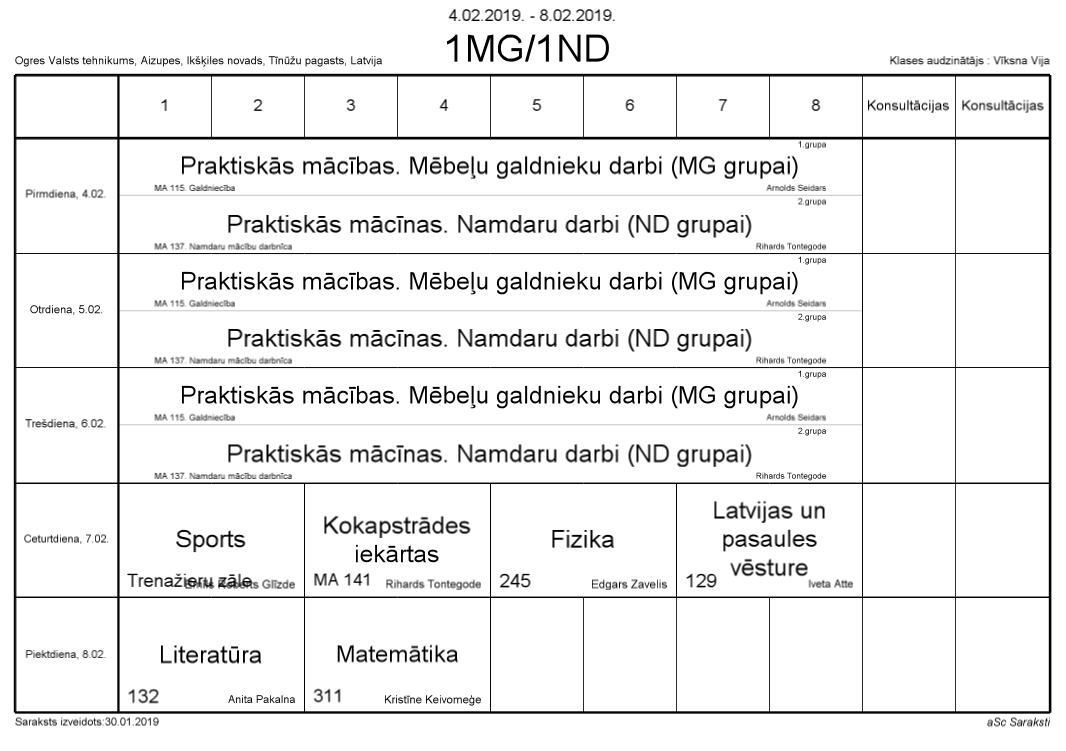 4.02.2019. - 8.02.2019.
1MG/1ND
Ogres Valsts tehnikums, Aizupes, Ikšķiles novads, Tīnūžu pagasts, Latvija
Klases audzinātājs : Vīksna Vija
1 2 3 4 5 6 7 8 Konsultācijas Konsultācijas
Pirmdiena, 4.02.
1.grupa
Praktiskās mācības. Mēbeļu galdnieku darbi (MG grupai)
MA 115. Galdniecība Arnolds Seidars
2.grupa
Praktiskās mācīnas. Namdaru darbi (ND grupai)
MA 137. Namdaru mācību darbnīca Rihards Tontegode
Otrdiena, 5.02.
1.grupa
Praktiskās mācības. Mēbeļu galdnieku darbi (MG grupai)
MA 115. Galdniecība Arnolds Seidars
2.grupa
Praktiskās mācīnas. Namdaru darbi (ND grupai)
MA 137. Namdaru mācību darbnīca Rihards Tontegode
Trešdiena, 6.02.
1.grupa
Praktiskās mācības. Mēbeļu galdnieku darbi (MG grupai)
MA 115. Galdniecība Arnolds Seidars
2.grupa
Praktiskās mācīnas. Namdaru darbi (ND grupai)
MA 137. Namdaru mācību darbnīca Rihards Tontegode
Ceturtdiena, 7.02.
Sports
Trenažieru zāle Roberts Glīzde
Kokapstrādes
iekārtas
MA 141 Rihards Tontegode
Fizika
245 Edgars Zavelis
Latvijas un
pasaules
vēsture
129 Iveta Atte
Piektdiena, 8.02.
Literatūra
132 Anita Pakalna
Matemātika
311 Kristīne Keivomeģe
Saraksts izveidots:30.01.2019
aSc Saraksti